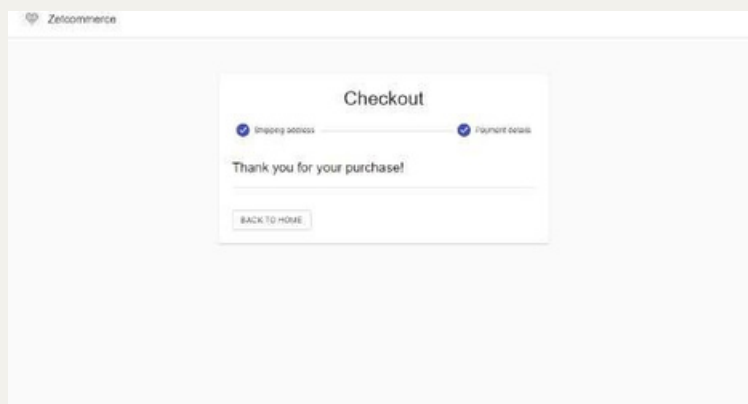 Zetcommerce
Checkout
Shipping address
Payment details
Thank you for your purchase!
BACK TO HOME